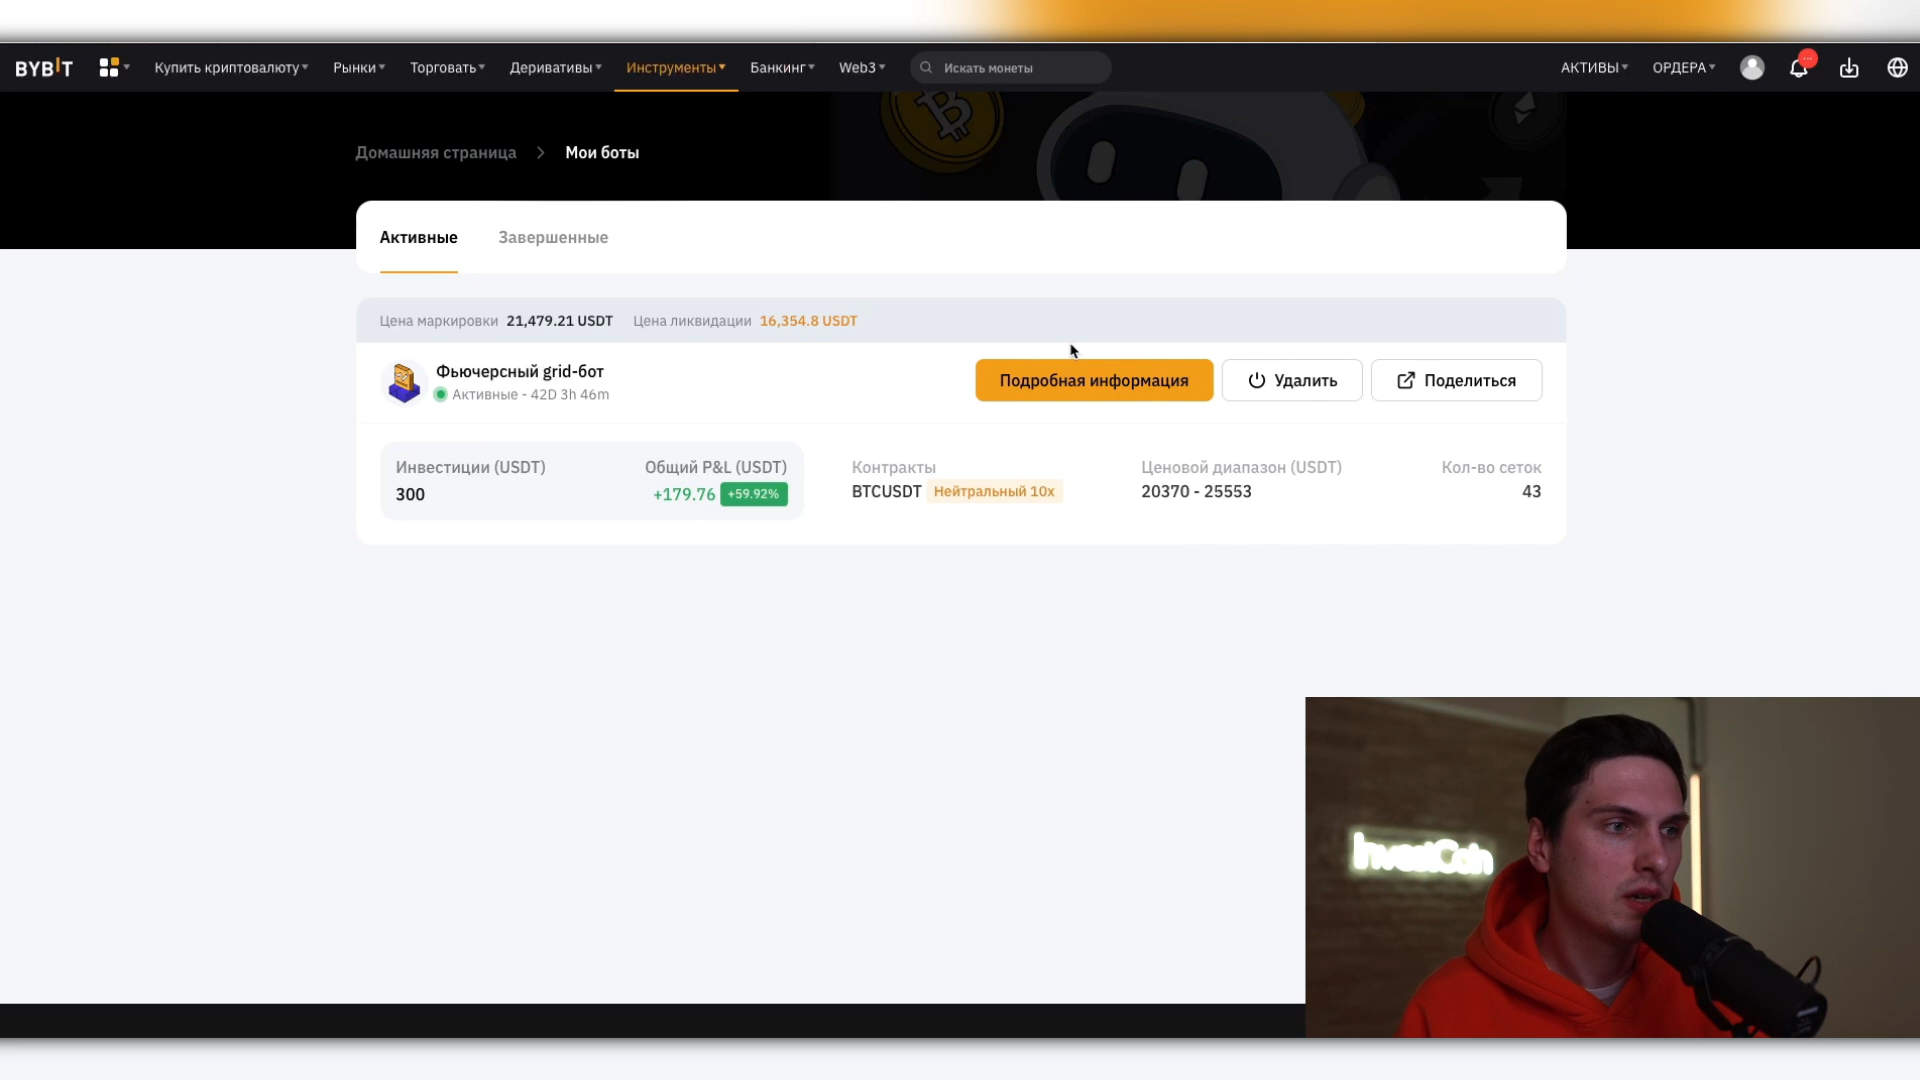 BYBIT
Купить криптовалюту
Рынки
Торговать
Деривативы
Инструменты
Банкинг
Web3
Искать монеты
АКТИВЫ
ОРДЕРА
Домашняя страница > Мои боты
Активные
Завершенные
Цена маркировки 21,479.21 USDT Цена ликвидации 16,354.8 USDT
Фьючерсный grid-бот
Активные - 42D 3h 46m
Подробная информация
Удалить
Поделиться
Инвестиции (USDT)
300
Общий P&L (USDT)
+179.76 +59.92%
Контракты
BTCUSDT Нейтральный 10x
Ценовой диапазон (USDT)
20370 - 25553
Кол-во сеток
43
InvestCoin